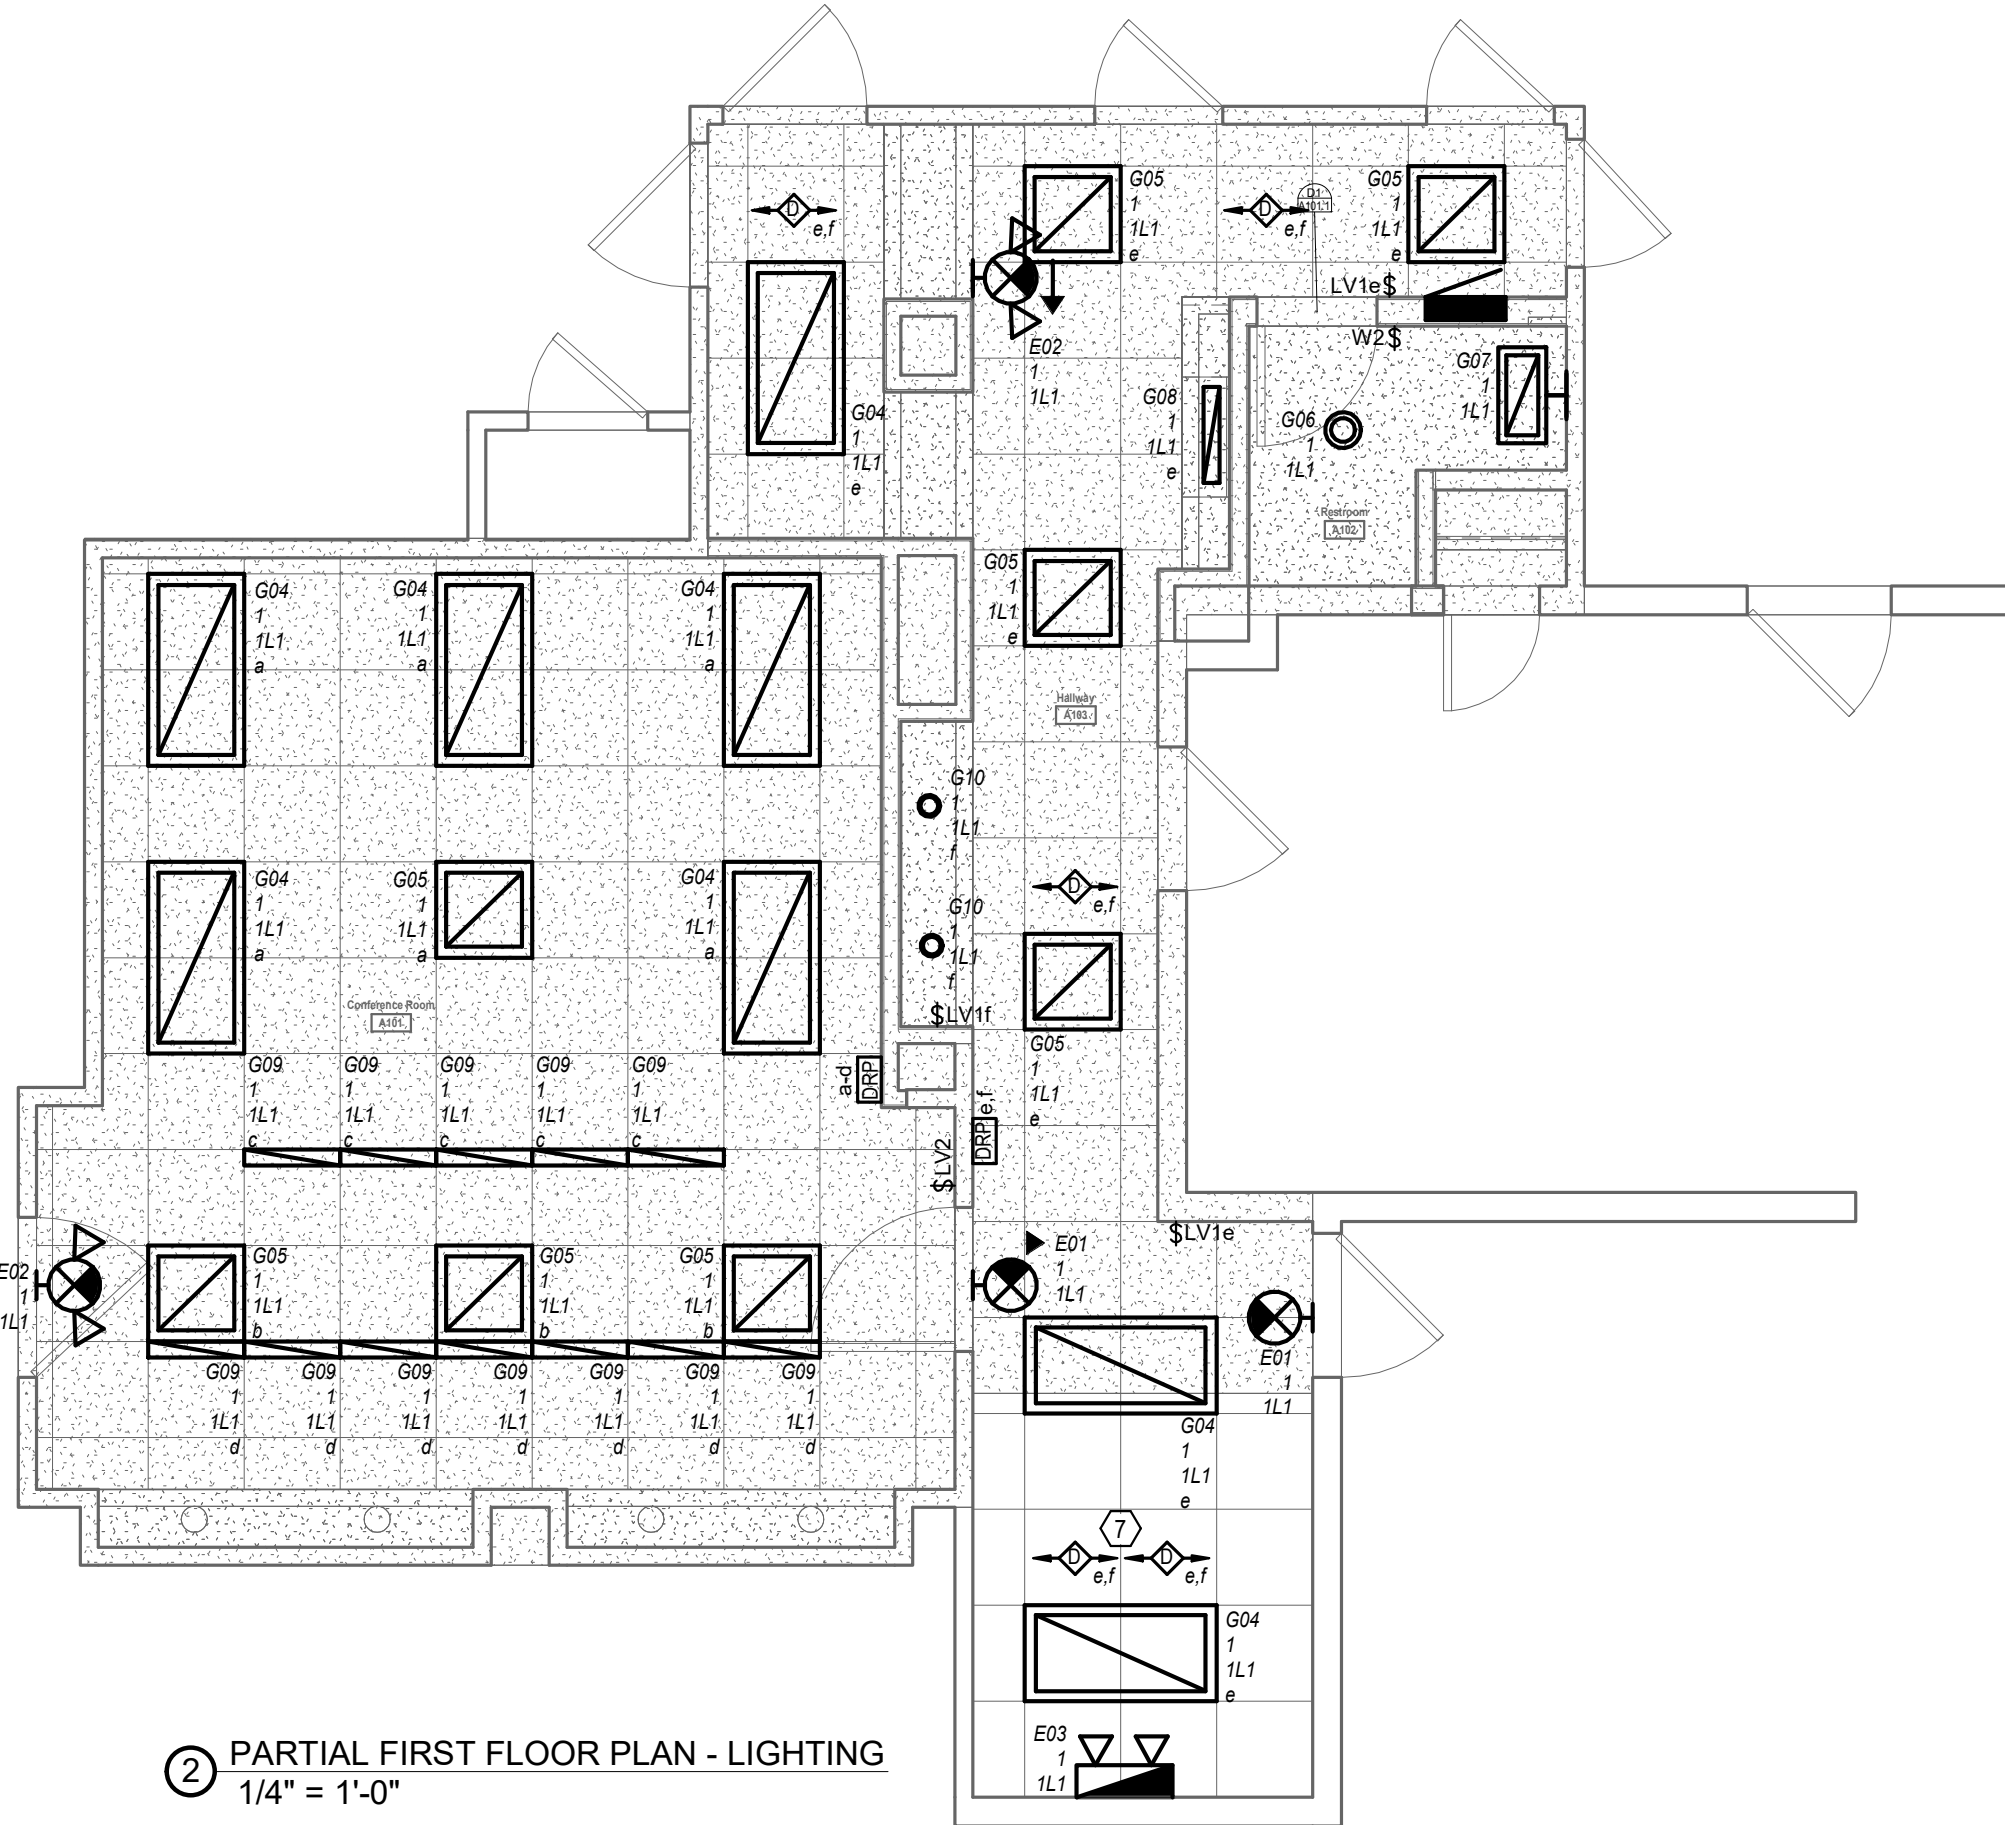 D
e,f
G05
1
1L1
e
D
e,f
D1
A101.1
G05
1
1L1
e
LV1e$
W2$
E02
1
1L1
G04
1
1L1
e
G08
1
1L1
e
G06
1
1L1
G07
1
1L1
Restroom
A102
G05
1
1L1
e
Hallway
A103
G04
1
1L1
a
G04
1
1L1
a
G04
1
1L1
a
G10
1
1L1
f
G04
1
1L1
a
G05
1
1L1
a
G04
1
1L1
a
G10
1
1L1
f
D
e,f
Conference Room
A101
$LV1f
G05
1
1L1
e
G09
1
1L1
c
G09
1
1L1
c
G09
1
1L1
c
G09
1
1L1
c
G09
1
1L1
c
a-d
DRP
DRP
e,f
$LV2
$LV1e
E02
1
1L1
G05
1
1L1
b
G05
1
1L1
b
G05
1
1L1
b
E01
1
1L1
E01
1
1L1
G09
1
1L1
d
G09
1
1L1
d
G09
1
1L1
d
G09
1
1L1
d
G09
1
1L1
d
G09
1
1L1
d
G09
1
1L1
d
G04
1
1L1
e
7
D
e,f
D
e,f
G04
1
1L1
e
E03
1
1L1
2
PARTIAL FIRST FLOOR PLAN - LIGHTING
1/4" = 1'-0"